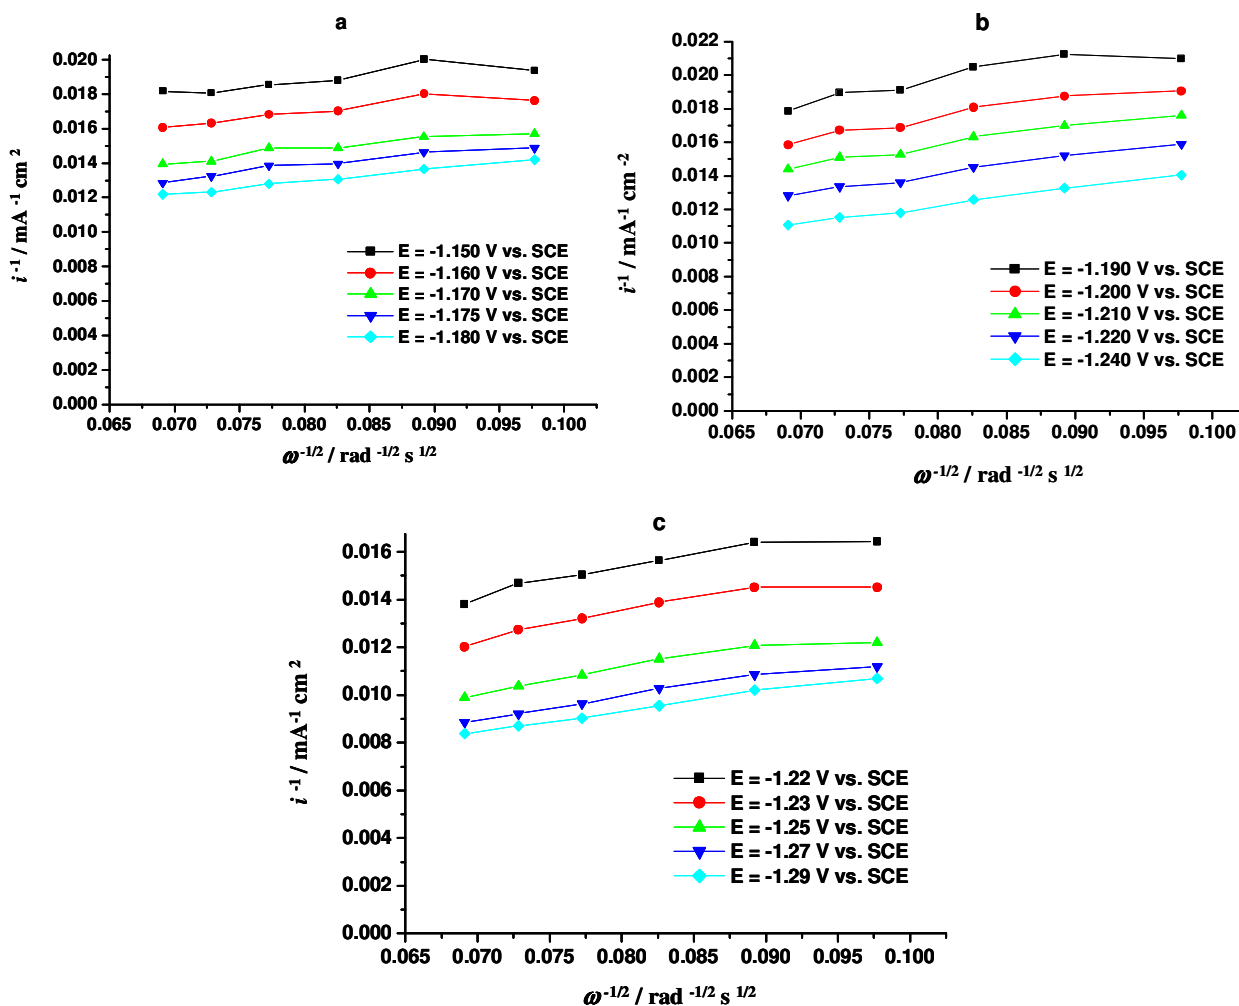 a
0.020
0.018
0.016
0.014
0.012
0.010
0.008
0.006
0.004
0.002
0.000
i⁻¹ / mA⁻¹ cm²
E = -1.150 V vs. SCE
E = -1.160 V vs. SCE
E = -1.170 V vs. SCE
E = -1.175 V vs. SCE
E = -1.180 V vs. SCE
0.065 0.070 0.075 0.080 0.085 0.090 0.095 0.100
ω⁻¹/² / rad ⁻¹/² s ¹/²
b
0.022
0.020
0.018
0.016
0.014
0.012
0.010
0.008
0.006
0.004
0.002
0.000
i⁻¹ / mA⁻¹ cm⁻²
E = -1.190 V vs. SCE
E = -1.200 V vs. SCE
E = -1.210 V vs. SCE
E = -1.220 V vs. SCE
E = -1.240 V vs. SCE
0.065 0.070 0.075 0.080 0.085 0.090 0.095 0.100
ω⁻¹/² / rad ⁻¹/² s ¹/²
c
0.016
0.014
0.012
0.010
0.008
0.006
0.004
0.002
0.000
i⁻¹ / mA⁻¹ cm²
E = -1.22 V vs. SCE
E = -1.23 V vs. SCE
E = -1.25 V vs. SCE
E = -1.27 V vs. SCE
E = -1.29 V vs. SCE
0.065 0.070 0.075 0.080 0.085 0.090 0.095 0.100
ω⁻¹/² / rad ⁻¹/² s ¹/²